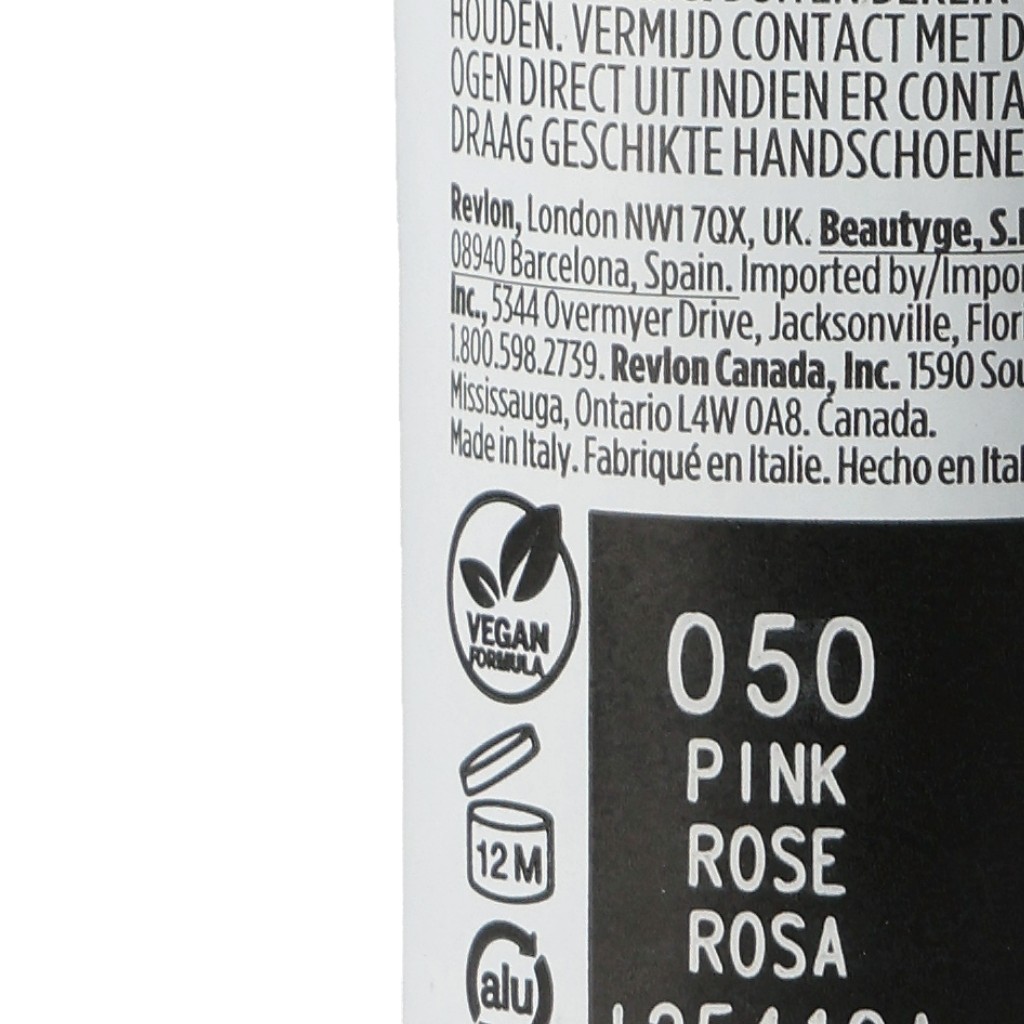 HOUDEN. VERMIJD CONTACT MET D
OGEN DIRECT UIT INDIEN ER CONTA
DRAAG GESCHIKTE HANDSCHOENE
Revlon, London NW1 7QX, UK. Beautyge, S.
08940 Barcelona, Spain. Imported by/Impo
Inc., 5344 Overmyer Drive, Jacksonville, Flor
1.800.598.2739. Revlon Canada, Inc. 1590 Sou
Mississauga, Ontario L4W 0A8. Canada.
Made in Italy. Fabriqué en Italie. Hecho en Ital
VEGAN
FORMULA
12 M
alu
050
PINK
ROSE
ROSA